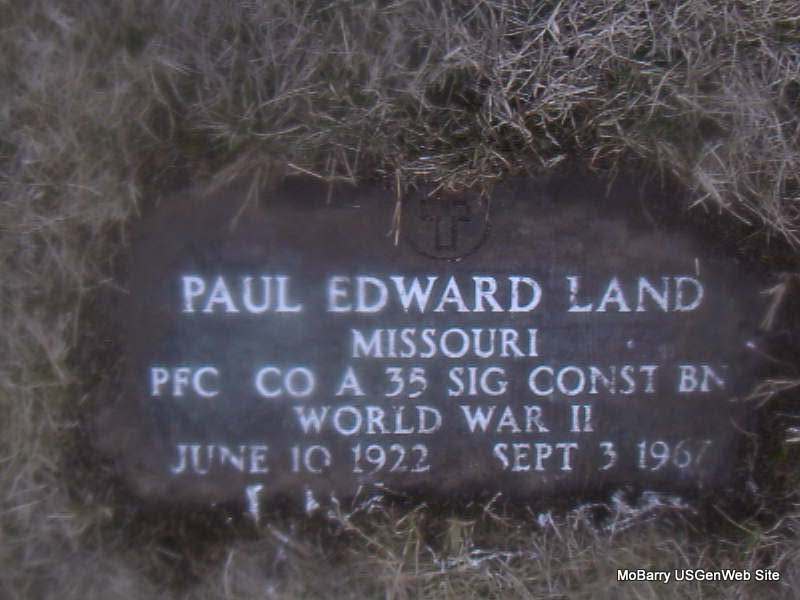 PAUL EDWARD LAND
MISSOURI
PFC CO A 35 SIG CONST BN
WORLD WAR II
JUNE 10 1922 SEPT 3 1967
MoBarry USGenWeb Site